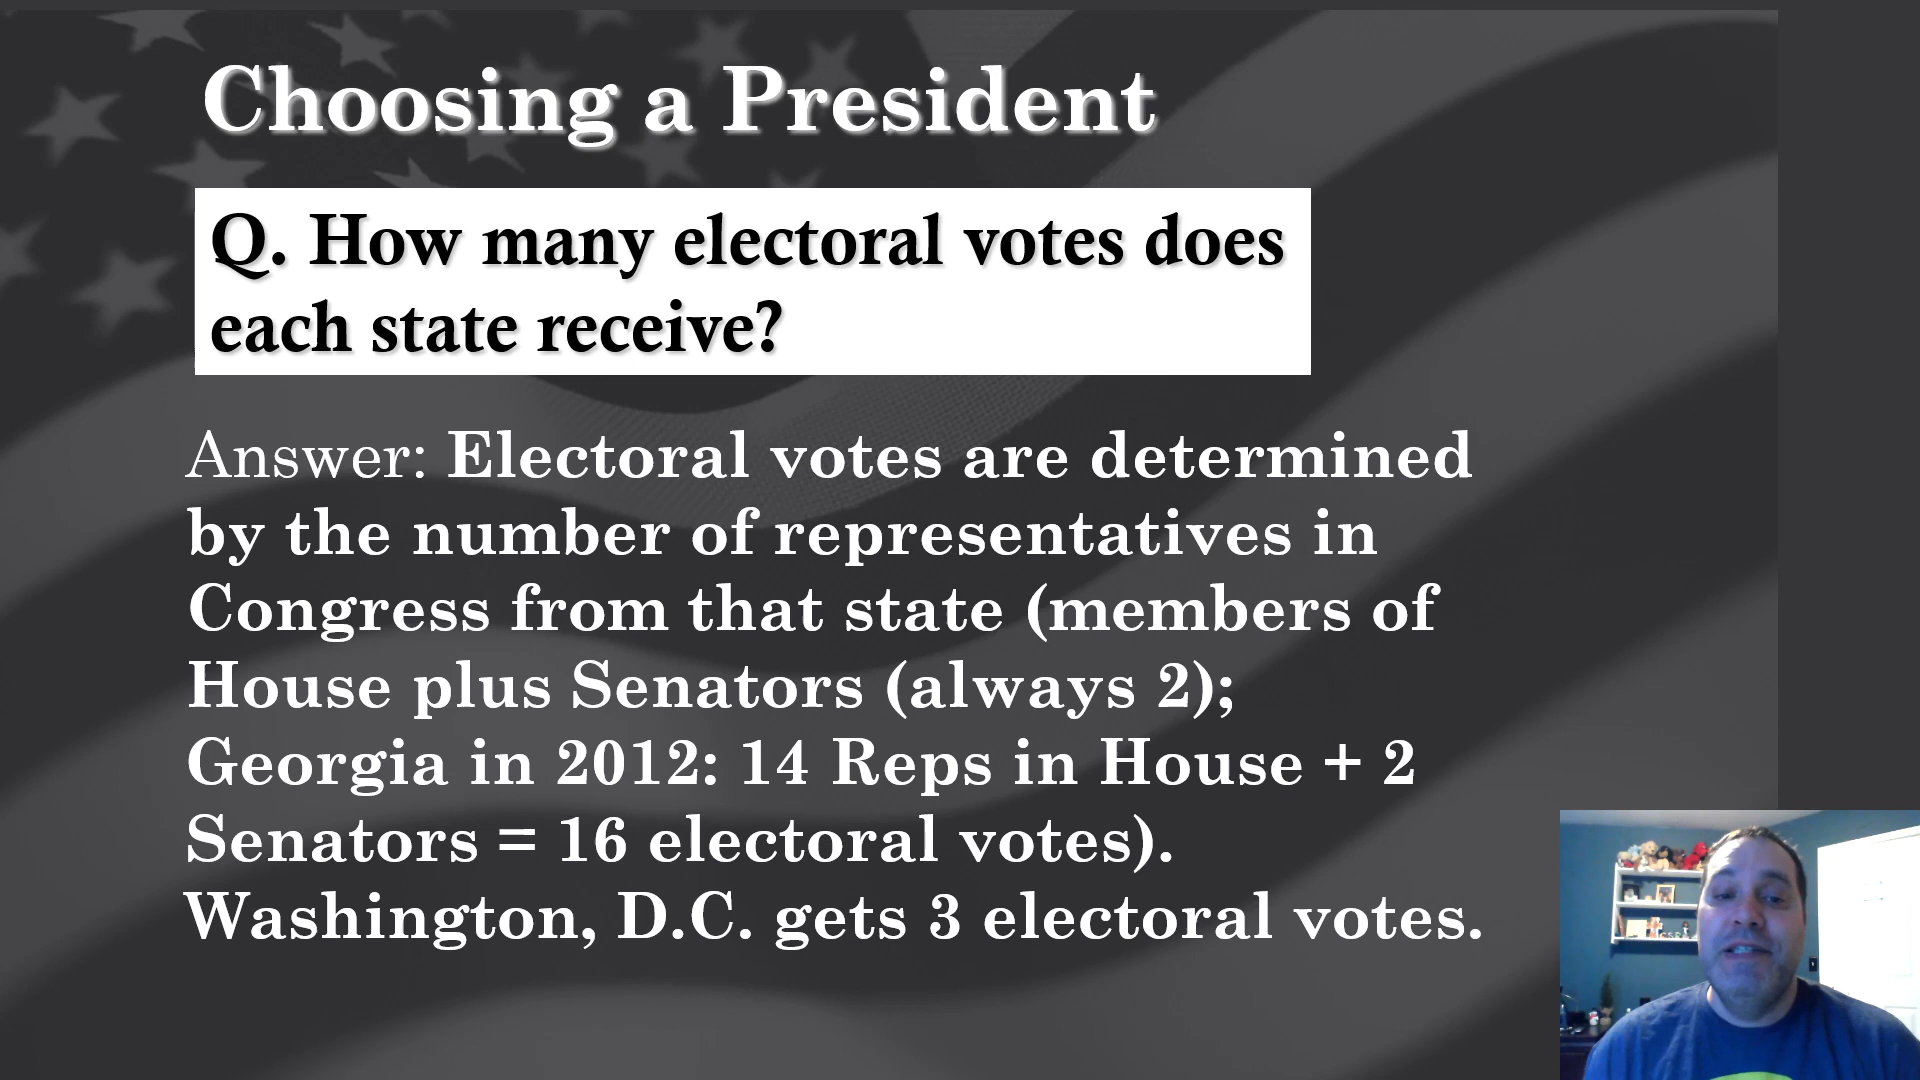 Choosing a President
Q. How many electoral votes does
each state receive?
Answer: Electoral votes are determined
by the number of representatives in
Congress from that state (members of
House plus Senators (always 2);
Georgia in 2012: 14 Reps in House + 2
Senators = 16 electoral votes).
Washington, D.C. gets 3 electoral votes.